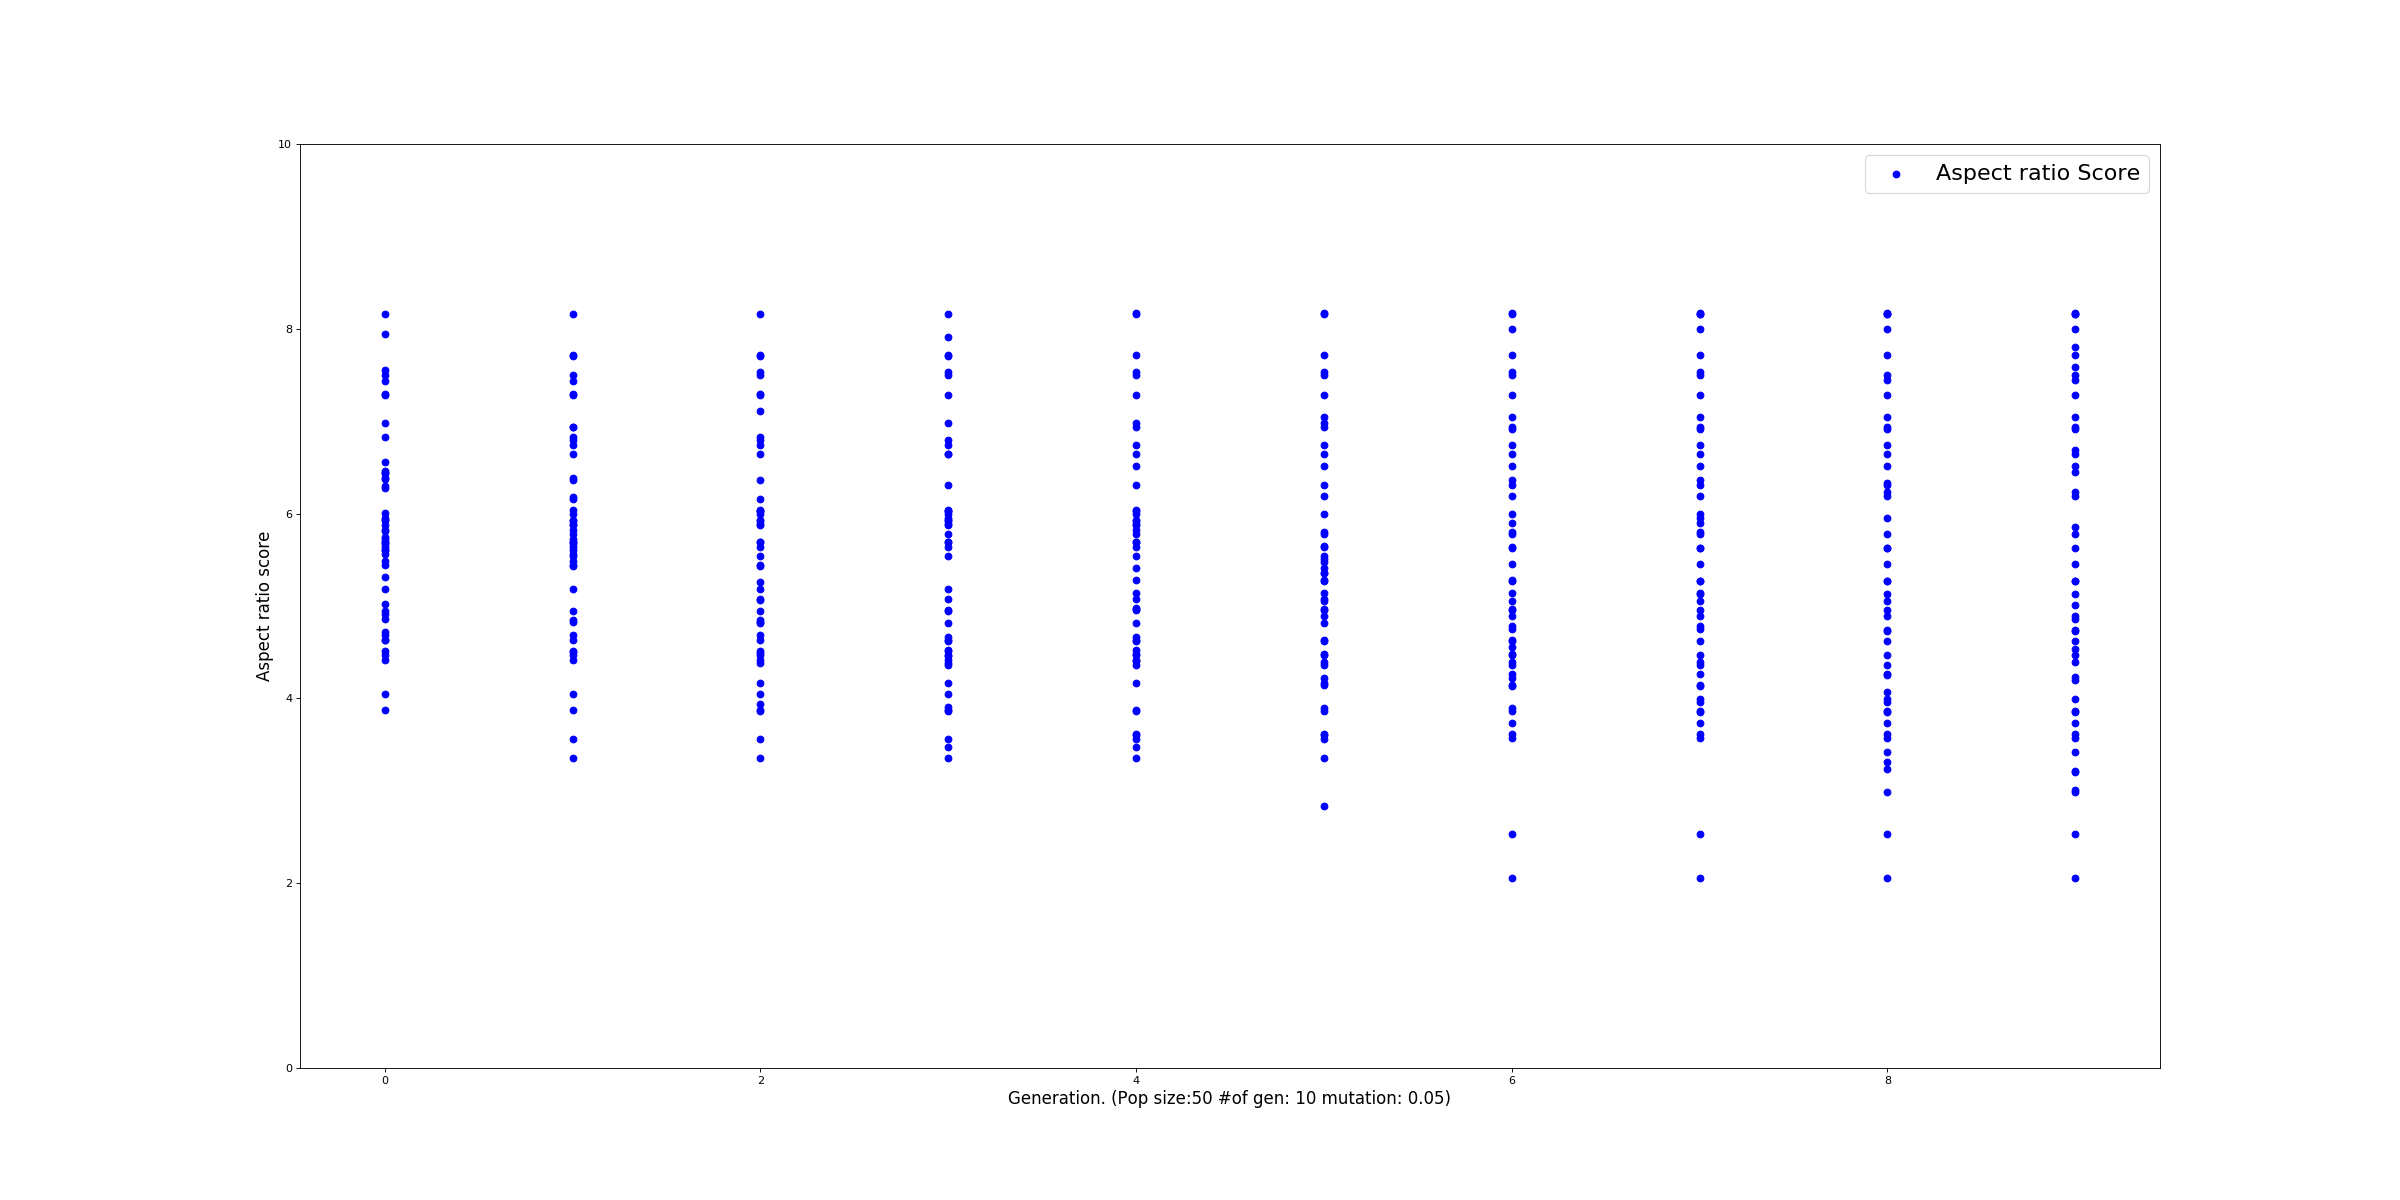 10
Aspect ratio Score
8
6
Aspect ratio score
4
2
0
0 2 4 6 8
Generation. (Pop size:50 #of gen: 10 mutation: 0.05)